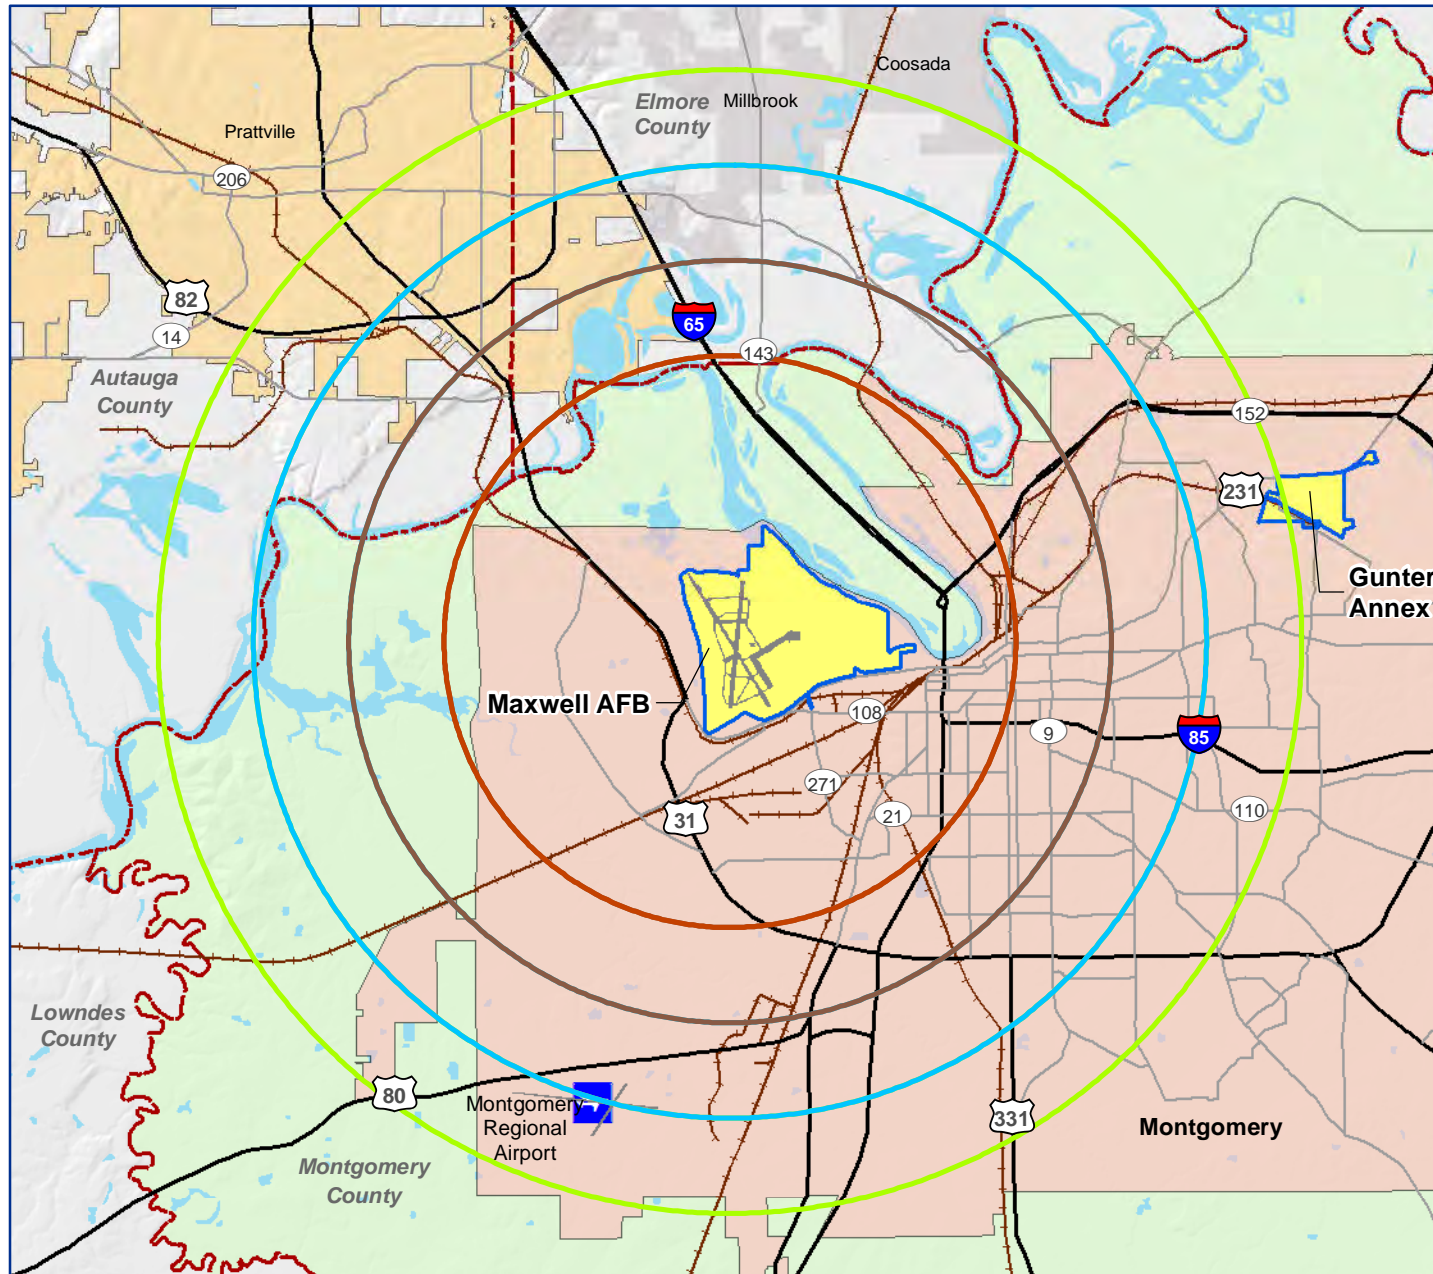 Coosada
Elmore
County
Millbrook
Prattville
206
82
14
65
143
Autauga
County
152
231
Gunter
Annex
Maxwell AFB
108
9
85
271
31
21
110
Lowndes
County
80
Montgomery
Regional
Airport
331
Montgomery
Montgomery
County